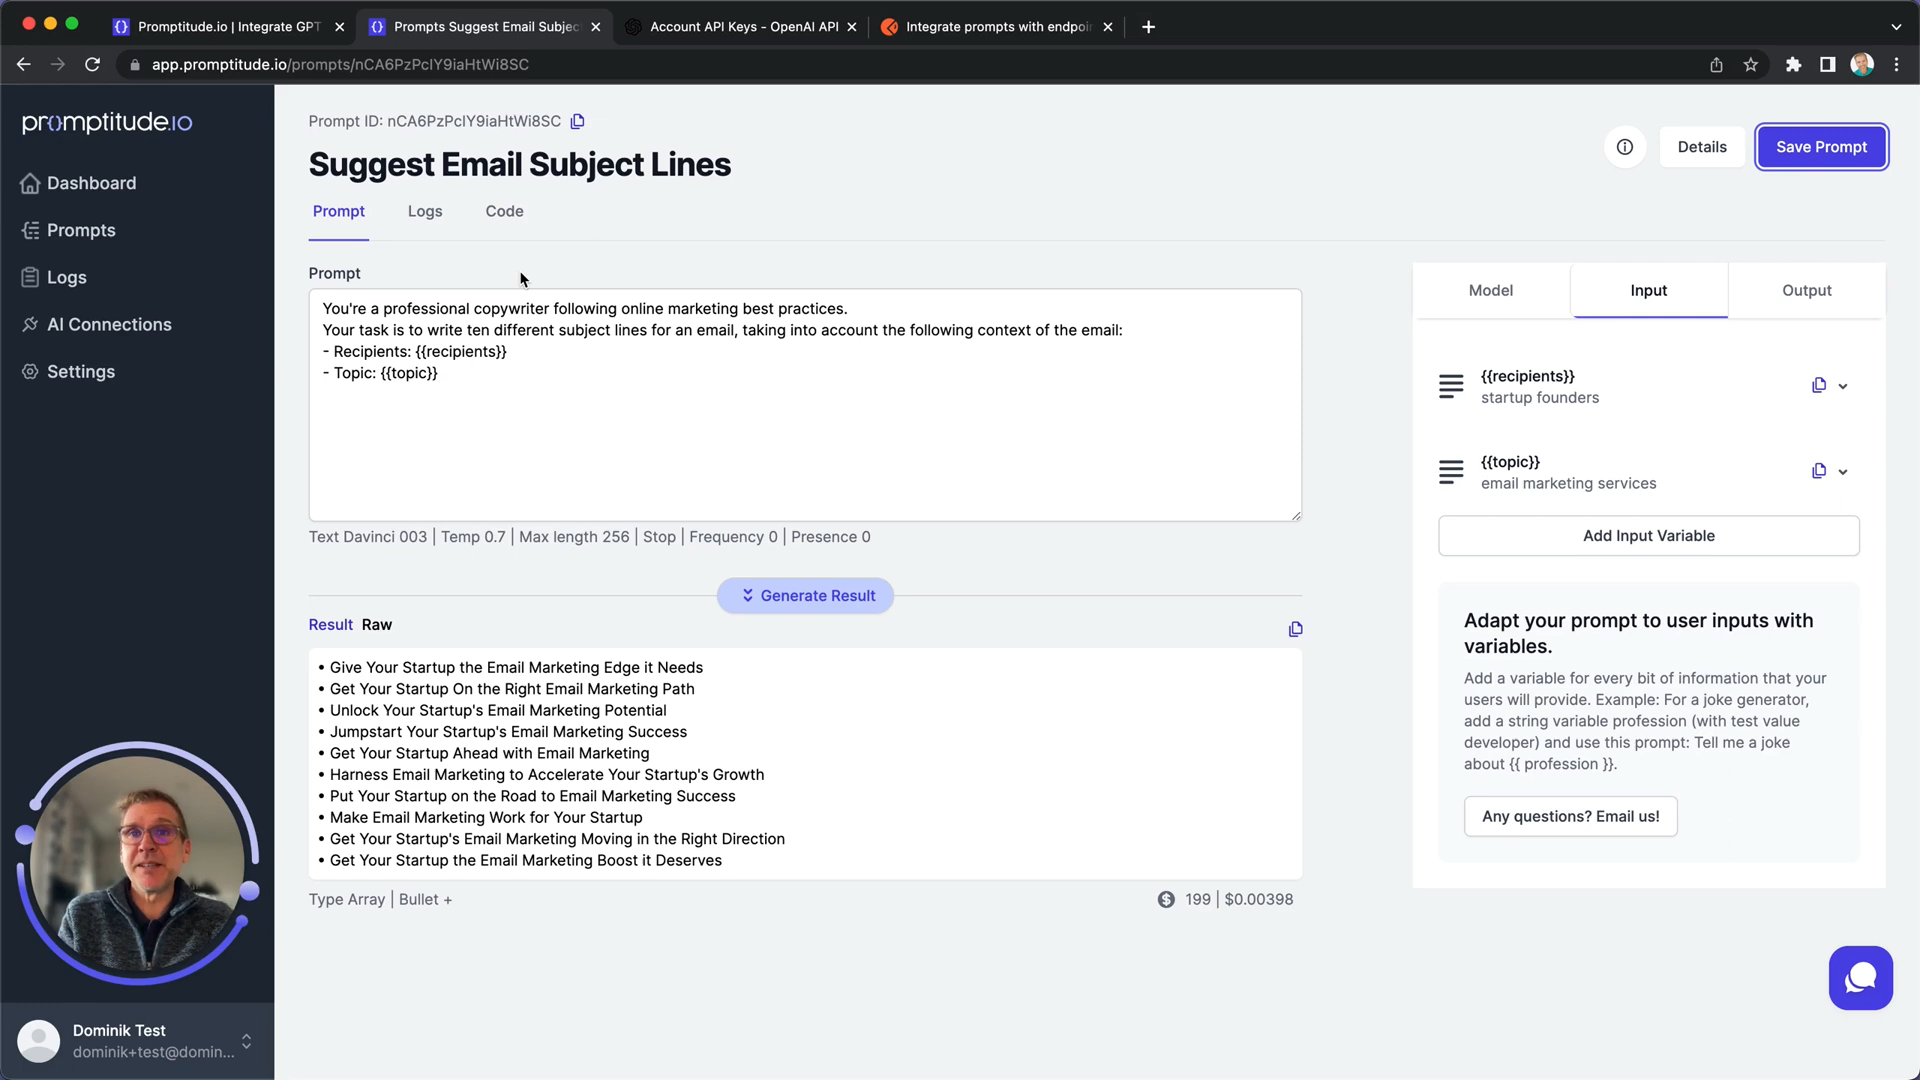 Promptitude.io | Integrate GPT
Prompts Suggest Email Subjec
Account API Keys - OpenAI API
Integrate prompts with endpoi
app.promptitude.io/prompts/nCA6PzPcIY9iaHtWi8SC
pr{}mptitude.io
Dashboard
Prompts
Logs
AI Connections
Settings
Dominik Test
dominik+test@domin...
Prompt ID: nCA6PzPcIY9iaHtWi8SC
Suggest Email Subject Lines
Details
Save Prompt
Prompt
Logs
Code
Prompt
You're a professional copywriter following online marketing best practices.
Your task is to write ten different subject lines for an email, taking into account the following context of the email:
- Recipients: {{recipients}}
- Topic: {{topic}}
Text Davinci 003 | Temp 0.7 | Max length 256 | Stop | Frequency 0 | Presence 0
Generate Result
Result Raw
• Give Your Startup the Email Marketing Edge it Needs
• Get Your Startup On the Right Email Marketing Path
• Unlock Your Startup's Email Marketing Potential
• Jumpstart Your Startup's Email Marketing Success
• Get Your Startup Ahead with Email Marketing
• Harness Email Marketing to Accelerate Your Startup's Growth
• Put Your Startup on the Road to Email Marketing Success
• Make Email Marketing Work for Your Startup
• Get Your Startup's Email Marketing Moving in the Right Direction
• Get Your Startup the Email Marketing Boost it Deserves
Type Array | Bullet +
199 | $0.00398
Model
Input
Output
{{recipients}}
startup founders
{{topic}}
email marketing services
Add Input Variable
Adapt your prompt to user inputs with
variables.
Add a variable for every bit of information that your
users will provide. Example: For a joke generator,
add a string variable profession (with test value
developer) and use this prompt: Tell me a joke
about {{ profession }}.
Any questions? Email us!